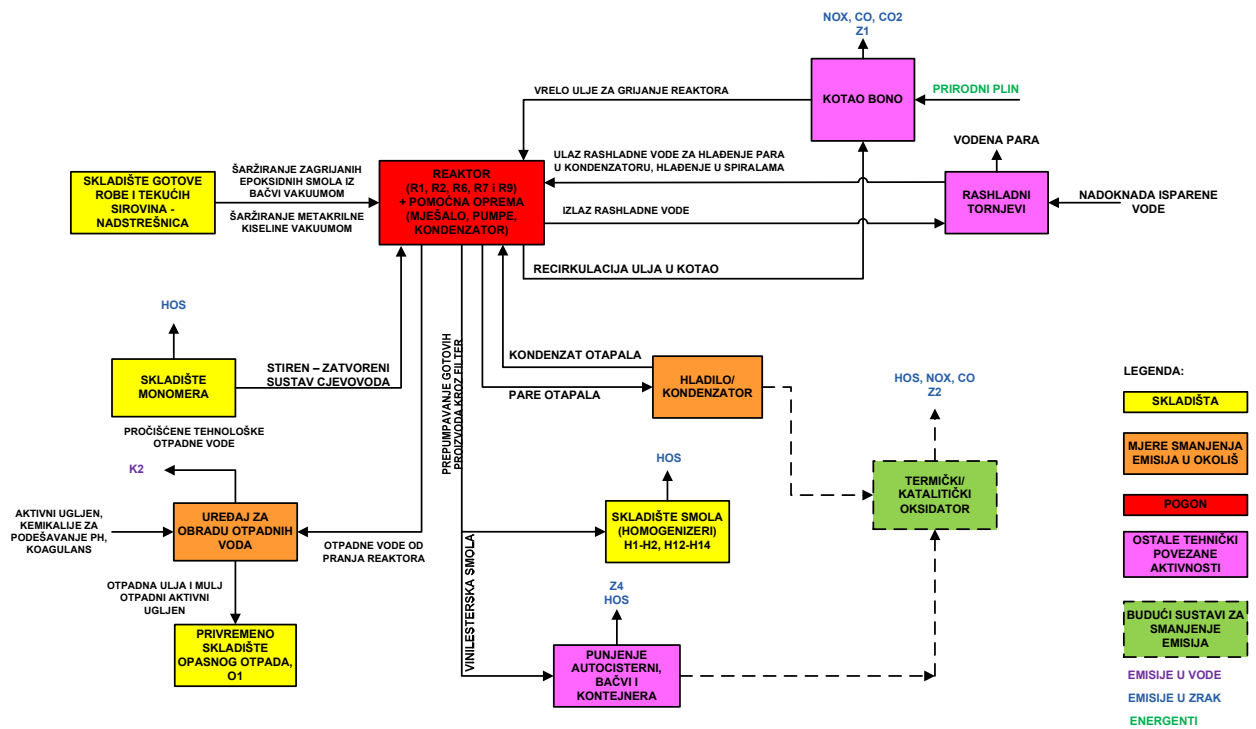 NOX, CO, CO2
Z1
KOTAO BONO
PRIRODNI PLIN
VRELO ULJE ZA GRIJANJE REAKTORA
VODENA PARA
SKLADIŠTE GOTOVE
ROBE I TEKUĆIH
SIROVINA -
NADSTREŠNICA
ŠARŽIRANJE ZAGRIJANIH
EPOKSIDNIH SMOLA IZ
BAČVI VAKUUMOM
ŠARŽIRANJE METAKRILNE
KISELINE VAKUUMOM
REAKTOR
(R1, R2, R6, R7 i R9)
+ POMOĆNA OPREMA
(MJEŠALO, PUMPE,
KONDENZATOR)
ULAZ RASHLADNE VODE ZA HLAĐENJE PARA
U KONDENZATORU, HLAĐENJE U SPIRALAMA
IZLAZ RASHLADNE VODE
RASHLADNI
TORNJEVI
NADOKNADA ISPARENE
VODE
RECIRKULACIJA ULJA U KOTAO
HOS
SKLADIŠTE
MONOMERA
STIREN – ZATVORENI
SUSTAV CJEVOVODA
PREPUMPAVANJE GOTOVIH
PROIZVODA KROZ FILTER
KONDENZAT OTAPALA
PARE OTAPALA
HLADILO/
KONDENZATOR
HOS, NOX, CO
Z2
TERMIČKI/
KATALITIČKI
OKSIDATOR
PROČIŠĆENE TEHNOLOŠKE
OTPADNE VODE
K2
AKTIVNI UGLJEN,
KEMIKALIJE ZA
PODEŠAVANJE PH,
KOAGULANS
UREĐAJ ZA
OBRADU OTPADNIH
VODA
OTPADNE VODE OD
PRANJA REAKTORA
HOS
SKLADIŠTE SMOLA
(HOMOGENIZERI)
H1-H2, H12-H14
VINILESTERSKA SMOLA
OTPADNA ULJA I MULJ
OTPADNI AKTIVNI
UGLJEN
PRIVREMENO
SKLADIŠTE
OPASNOG OTPADA,
O1
Z4
HOS
PUNJENJE
AUTOCISTERNI,
BAČVI I
KONTEJNERA
LEGENDA:
SKLADIŠTA
MJERE SMANJENJA
EMISIJA U OKOLIŠ
POGON
OSTALE TEHNIČKI
POVEZANE
AKTIVNOSTI
BUDUĆI SUSTAVI ZA
SMANJENJE
EMISIJA
EMISIJE U VODE
EMISIJE U ZRAK
ENERGENTI